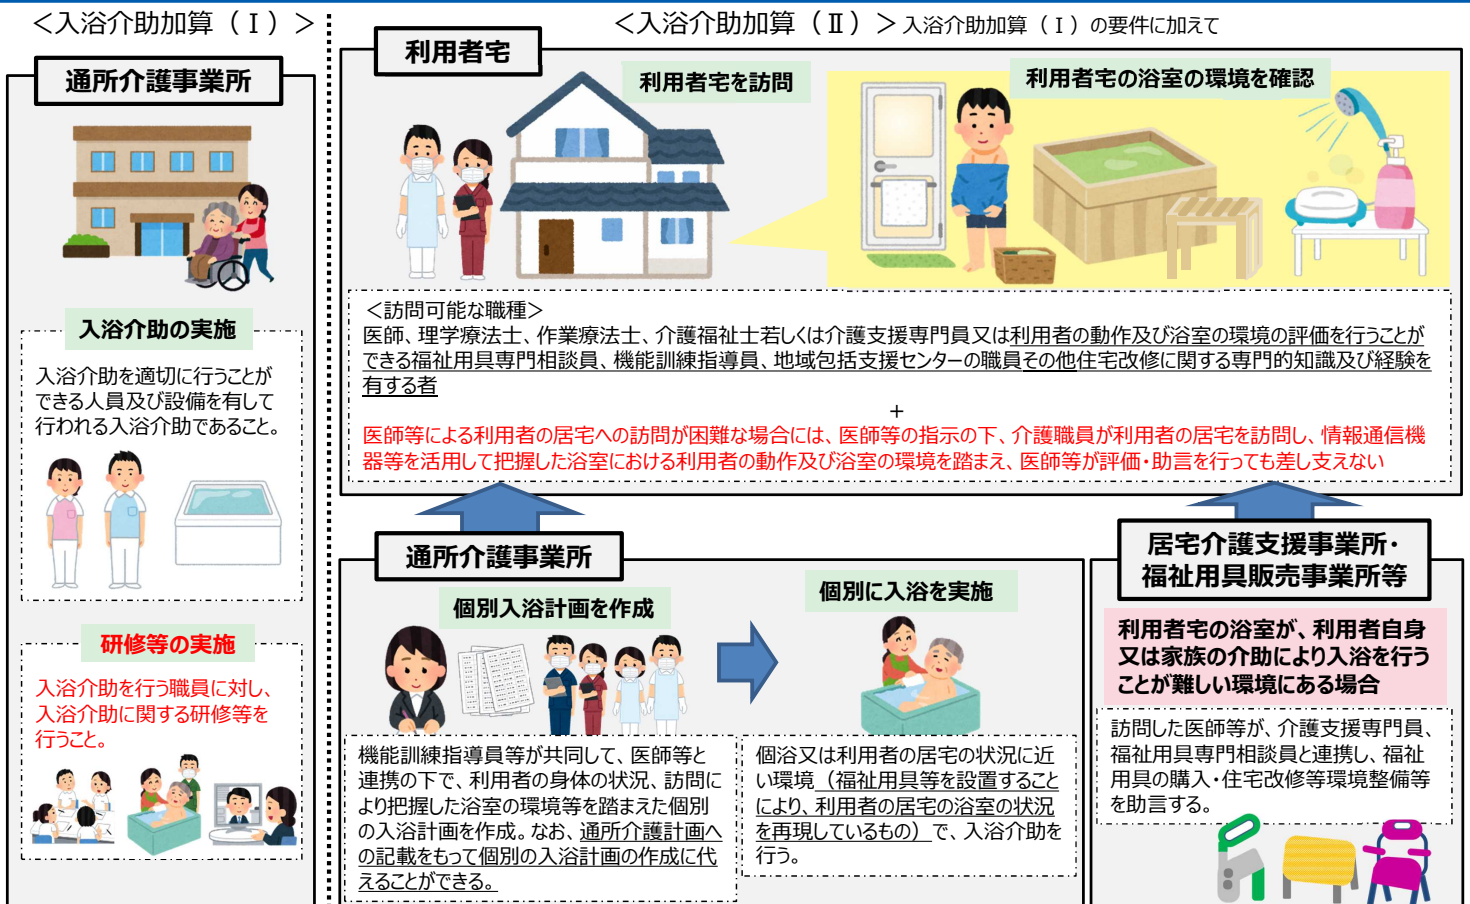 ＜入浴介助加算（Ⅰ）＞
通所介護事業所
入浴介助の実施
入浴介助を適切に行うことが
できる人員及び設備を有して
行われる入浴介助であること。
研修等の実施
入浴介助を行う職員に対し、
入浴介助に関する研修等を
行うこと。
＜入浴介助加算（Ⅱ）＞入浴介助加算（Ⅰ）の要件に加えて
利用者宅
利用者宅を訪問
利用者宅の浴室の環境を確認
＜訪問可能な職種＞
医師、理学療法士、作業療法士、介護福祉士若しくは介護支援専門員又は利用者の動作及び浴室の環境の評価を行うことが
できる福祉用具専門相談員、機能訓練指導員、地域包括支援センターの職員その他住宅改修に関する専門的知識及び経験を
有する者
+
医師等による利用者の居宅への訪問が困難な場合には、医師等の指示の下、介護職員が利用者の居宅を訪問し、情報通信機
器等を活用して把握した浴室における利用者の動作及び浴室の環境を踏まえ、医師等が評価・助言を行っても差し支えない
通所介護事業所
個別入浴計画を作成
機能訓練指導員等が共同して、医師等と
連携の下で、利用者の身体の状況、訪問に
より把握した浴室の環境等を踏まえた個別
の入浴計画を作成。なお、通所介護計画へ
の記載をもって個別の入浴計画の作成に代
えることができる。
個別に入浴を実施
個浴又は利用者の居宅の状況に近
い環境（福祉用具等を設置すること
により、利用者の居宅の浴室の状況
を再現しているもの）で、入浴介助を
行う。
居宅介護支援事業所・
福祉用具販売事業所等
利用者宅の浴室が、利用者自身
又は家族の介助により入浴を行う
ことが難しい環境にある場合
訪問した医師等が、介護支援専門員、
福祉用具専門相談員と連携し、福祉
用具の購入・住宅改修等環境整備等
を助言する。